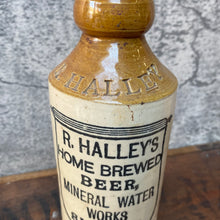 R. HALLEY
R. HALLEY'S
HOME BREWED
BEER,
MINERAL WATER
WORKS